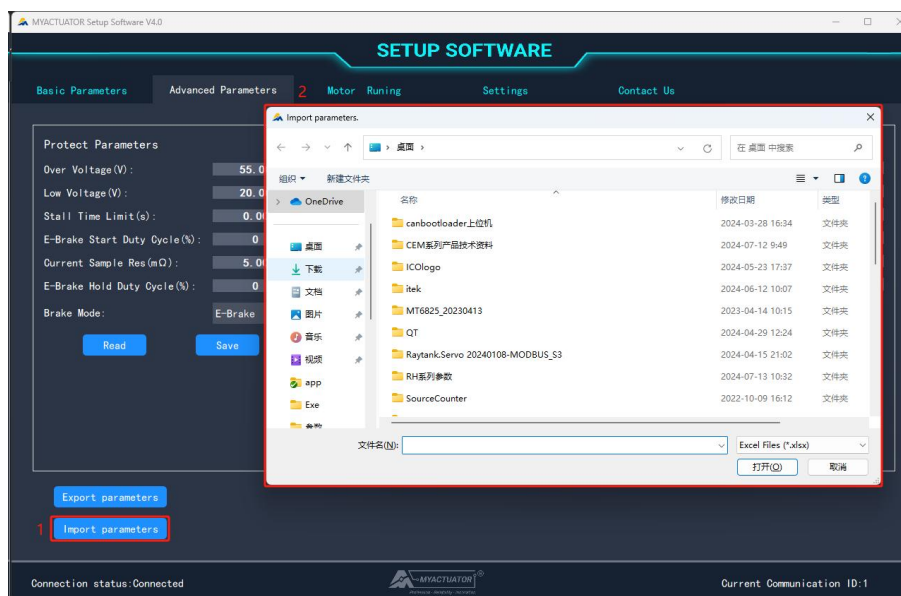 MYACTUATOR Setup Software V4.0
SETUP SOFTWARE
Basic Parameters Advanced Parameters 2 Motor Runing Settings Contact Us
Import parameters.
Protect Parameters
桌面
在 桌面 中搜索
Over Voltage(V):
组织 新建文件夹
Low Voltage(V): 20.0
OneDrive 名称 修改日期 类型
Stall Time Limit(s):
canbootloader上位机 2024-03-28 16:34 文件夹
E-Brake Start Duty Cycle(%): 0
桌面 CEM系列产品技术资料 2024-07-12 9:49 文件夹
Current Sample Res(mΩ):
下载 ICOlogo 2024-05-23 17:37 文件夹
E-Brake Hold Duty Cycle(%): 0
文档 itek 2024-06-12 10:07 文件夹
Brake Mode: E-Brake
图片 MT6825_20230413 2023-04-14 10:15 文件夹
音乐 QT 2024-04-29 12:24 文件夹
Read Save
视频 Raytank.Servo 20240108-MODBUS_S3 2024-04-15 21:02 文件夹
app RH系列参数 2024-07-13 10:32 文件夹
Exe SourceCounter 2022-10-09 16:12 文件夹
文件名(N): Excel Files (*.xlsx)
打开(O) 取消
Export parameters
1 Import parameters
Connection status:Connected
MYACTUATOR
Current Communication ID:1